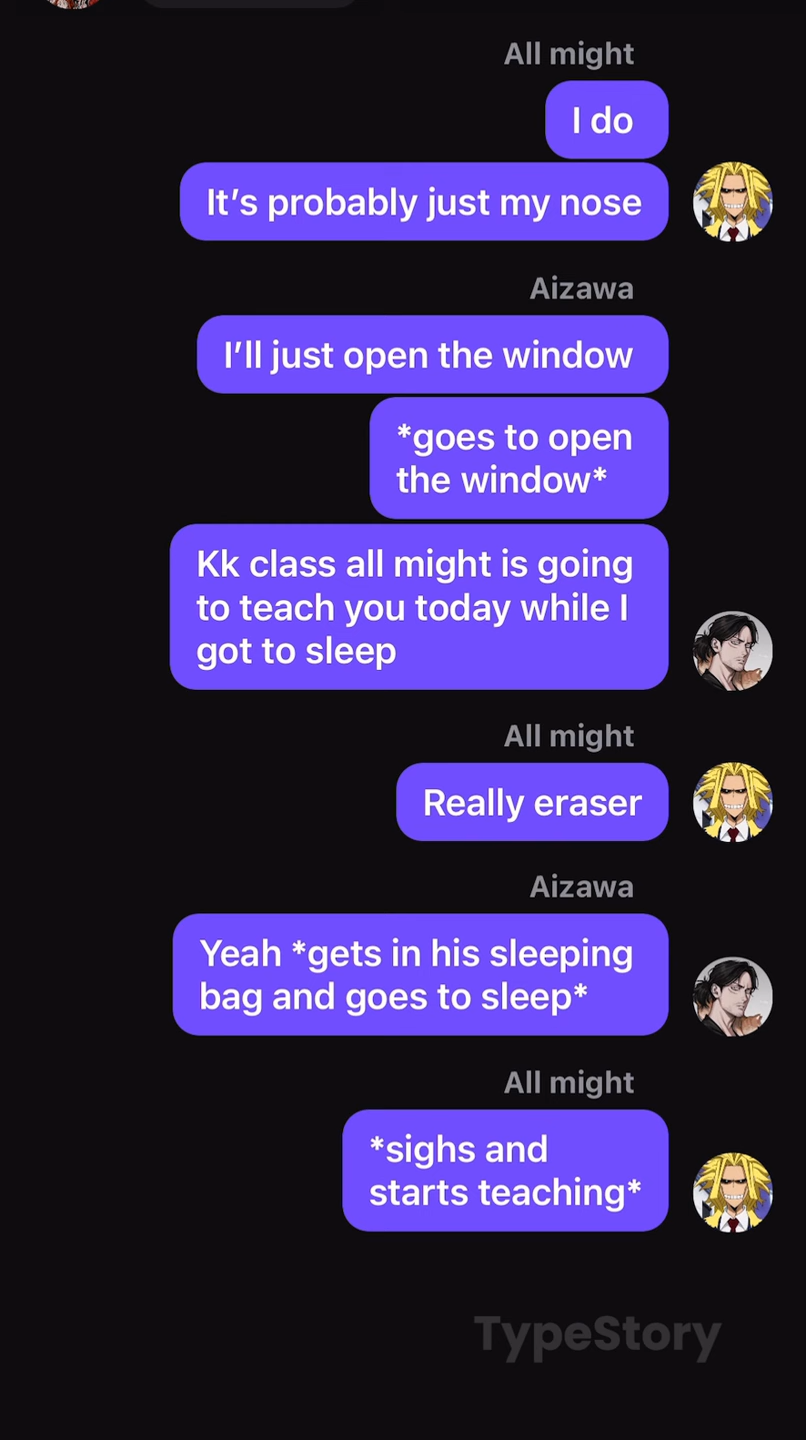 All might
I do
It’s probably just my nose
Aizawa
I’ll just open the window
*goes to open
the window*
Kk class all might is going
to teach you today while I
got to sleep
All might
Really eraser
Aizawa
Yeah *gets in his sleeping
bag and goes to sleep*
All might
*sighs and
starts teaching*
TypeStory